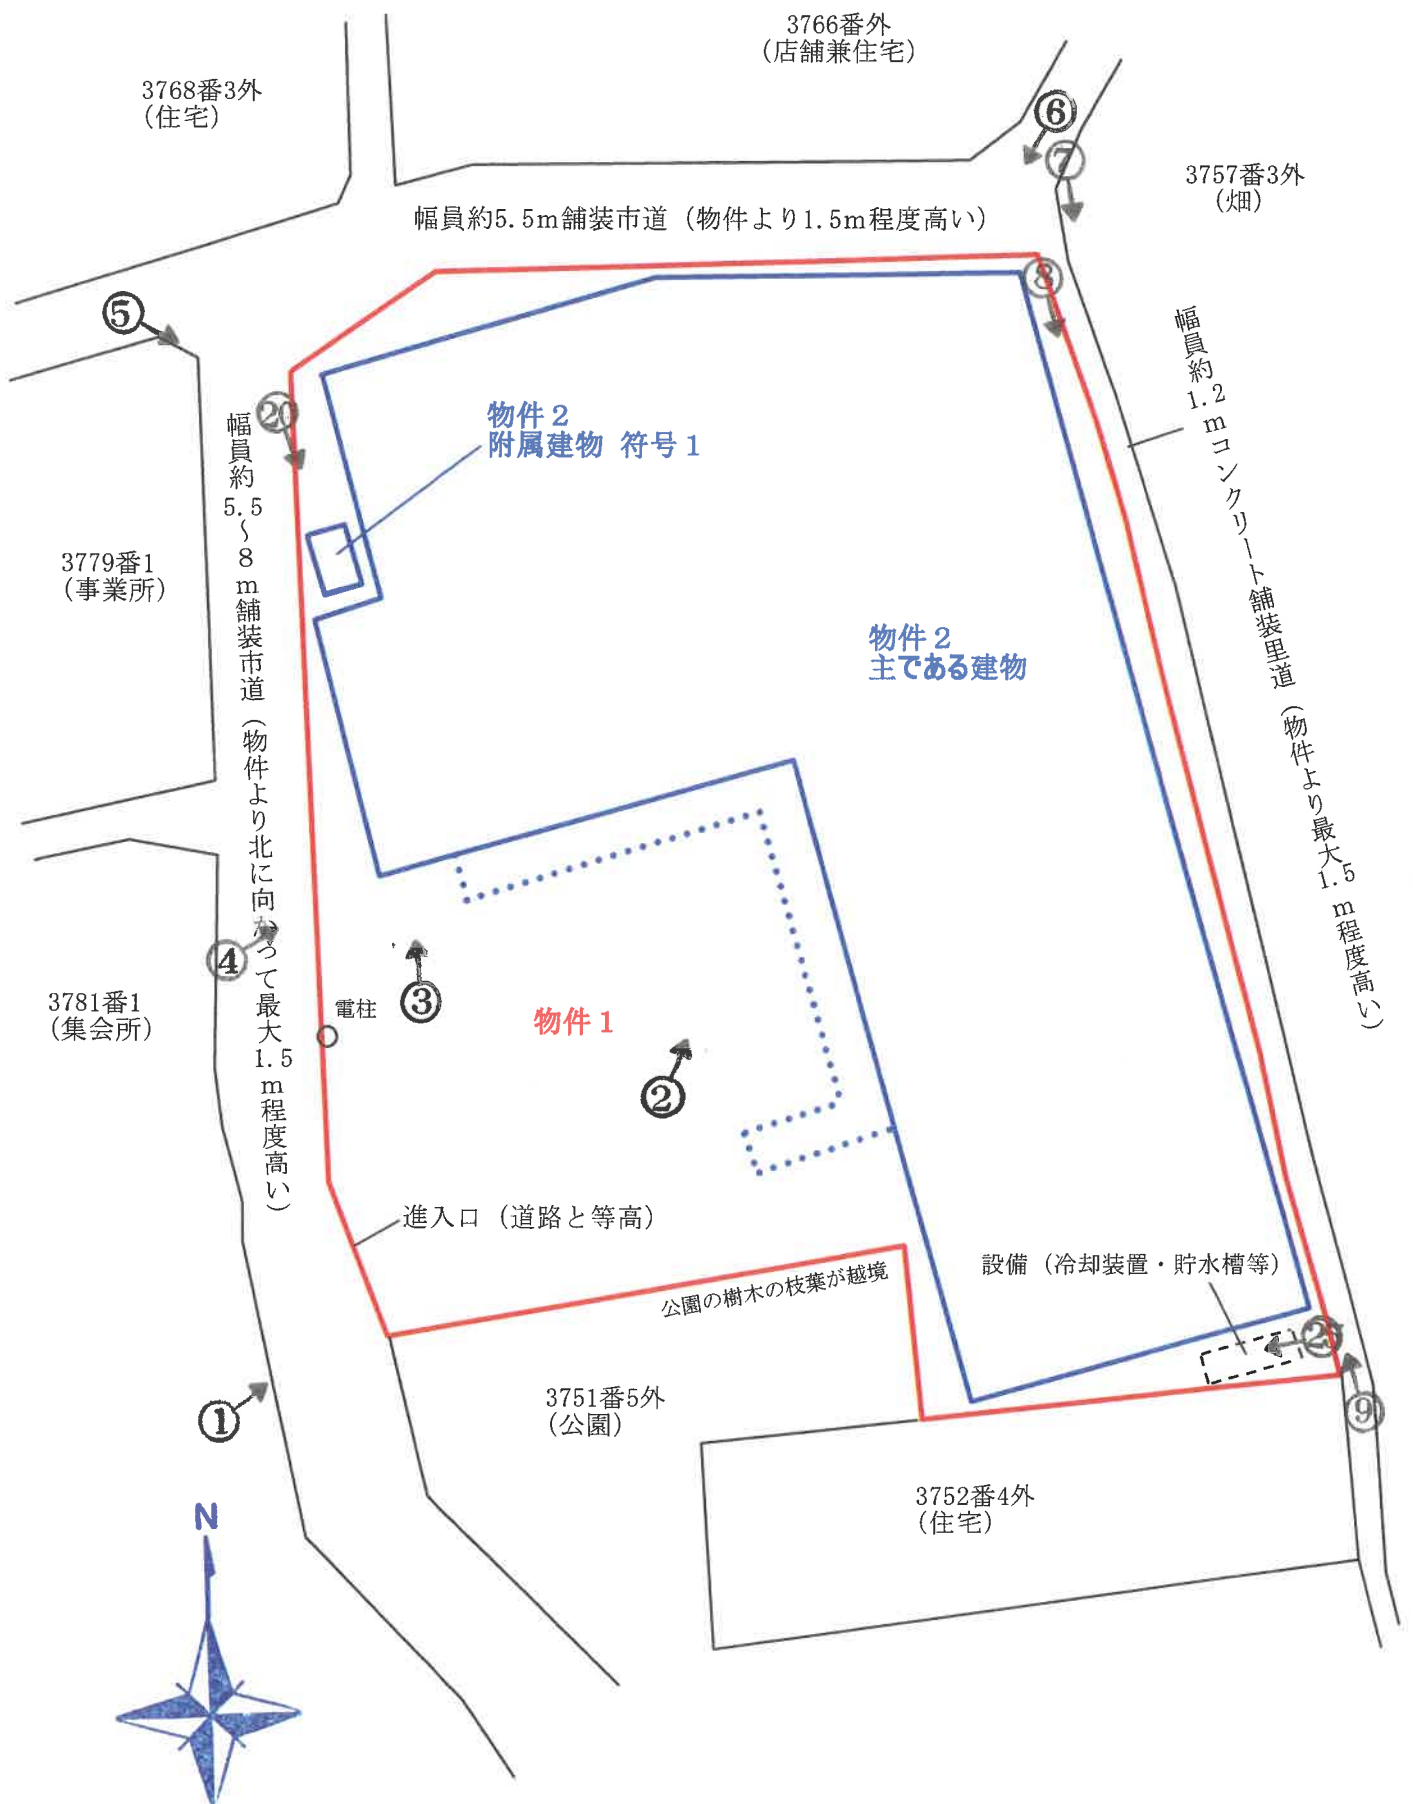 3766番外
(店舗兼住宅)
3768番3外
(住宅)
⑥
⑦
3757番3外
(畑)
幅員約5.5m舗装市道 (物件より1.5m程度高い)
⑧
⑤
幅員約1.2mコンクリート舗装里道 (物件より最大1.5m程度高い)
⑳
物件2
附属建物 符号1
幅員約5.5~8m舗装市道 (物件より北に向かって最大1.5m程度高い)
3779番1
(事業所)
物件2
主である建物
④
③
3781番1
(集会所)
電柱
物件1
②
進入口 (道路と等高)
設備 (冷却装置・貯水槽等)
公園の樹木の枝葉が越境
3751番5外
(公園)
①
⑨
3752番4外
(住宅)
N